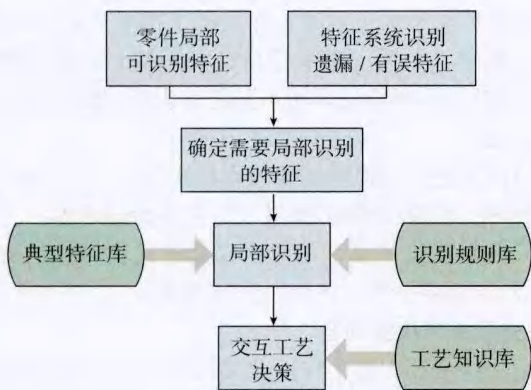 零件局部
可识别特征
特征系统识别
遗漏/有误特征
确定需要局部识别
的特征
典型特征库
局部识别
识别规则库
交互工艺
决策
工艺知识库